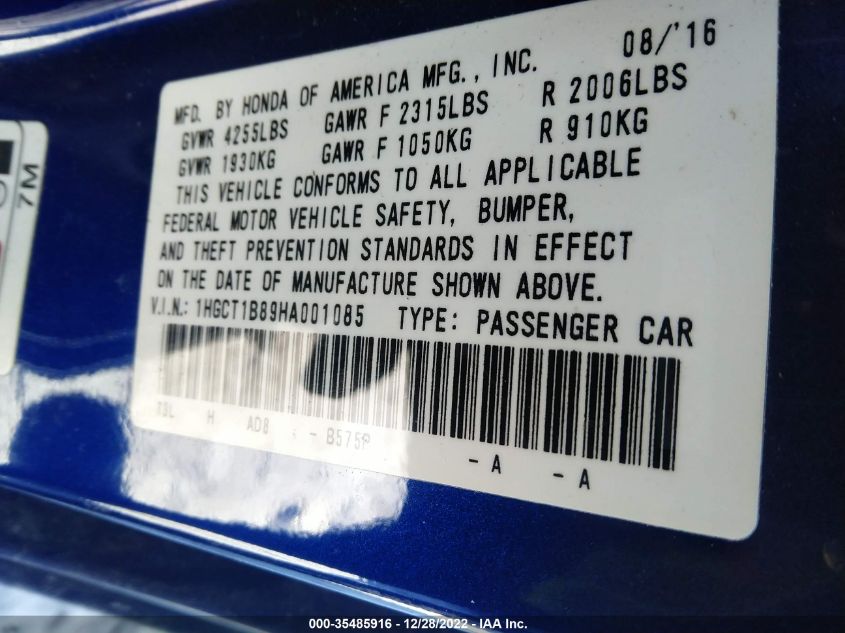 MFD. BY HONDA OF AMERICA MFG., INC. 08/'16
GVWR 4255LBS GAWR F 2315LBS R 2006LBS
GVWR 1930KG GAWR F 1050KG R 910KG
THIS VEHICLE CONFORMS TO ALL APPLICABLE
FEDERAL MOTOR VEHICLE SAFETY, BUMPER,
AND THEFT PREVENTION STANDARDS IN EFFECT
ON THE DATE OF MANUFACTURE SHOWN ABOVE.
V.I.N.: 1HGCT1B89HA001085 TYPE: PASSENGER CAR
T3L H AD8 - B575P
- A - A
7M
000-35485916 - 12/28/2022 - IAA Inc.